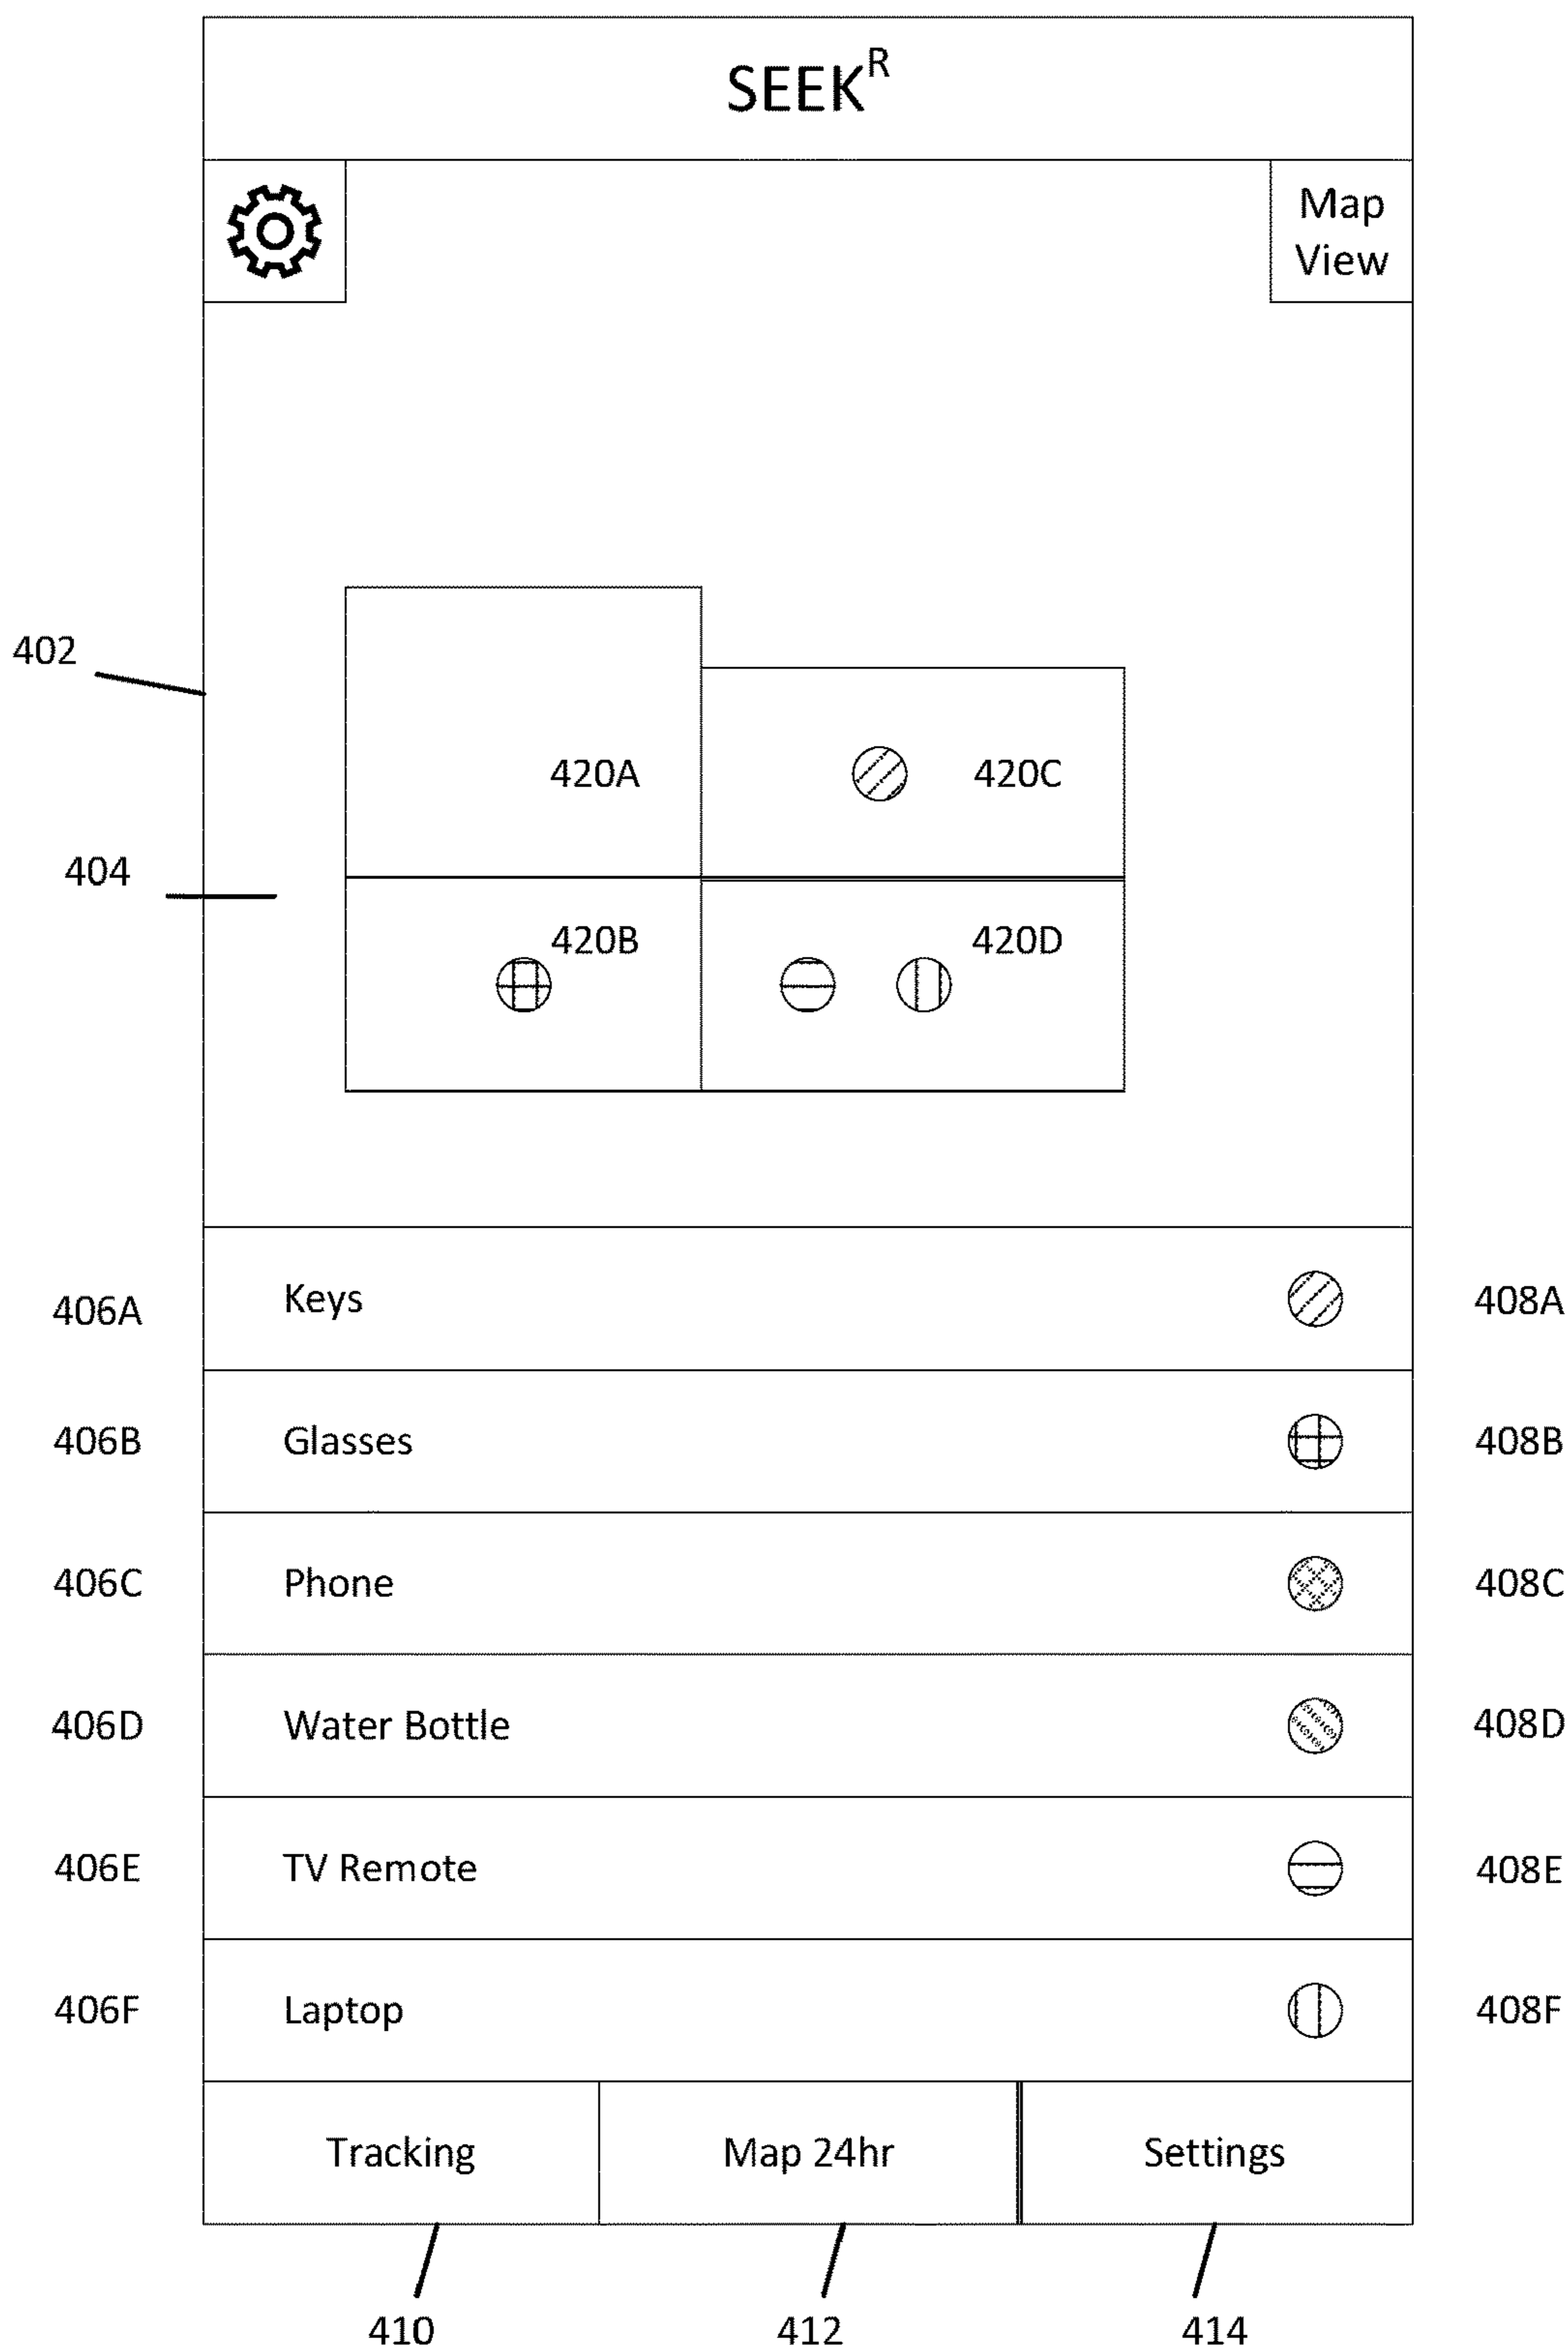 SEEKR
Map
View
402
420A
420C
404
420B
420D
406A Keys 408A
406B Glasses 408B
406C Phone 408C
406D Water Bottle 408D
406E TV Remote 408E
406F Laptop 408F
Tracking Map 24hr Settings
410 412 414